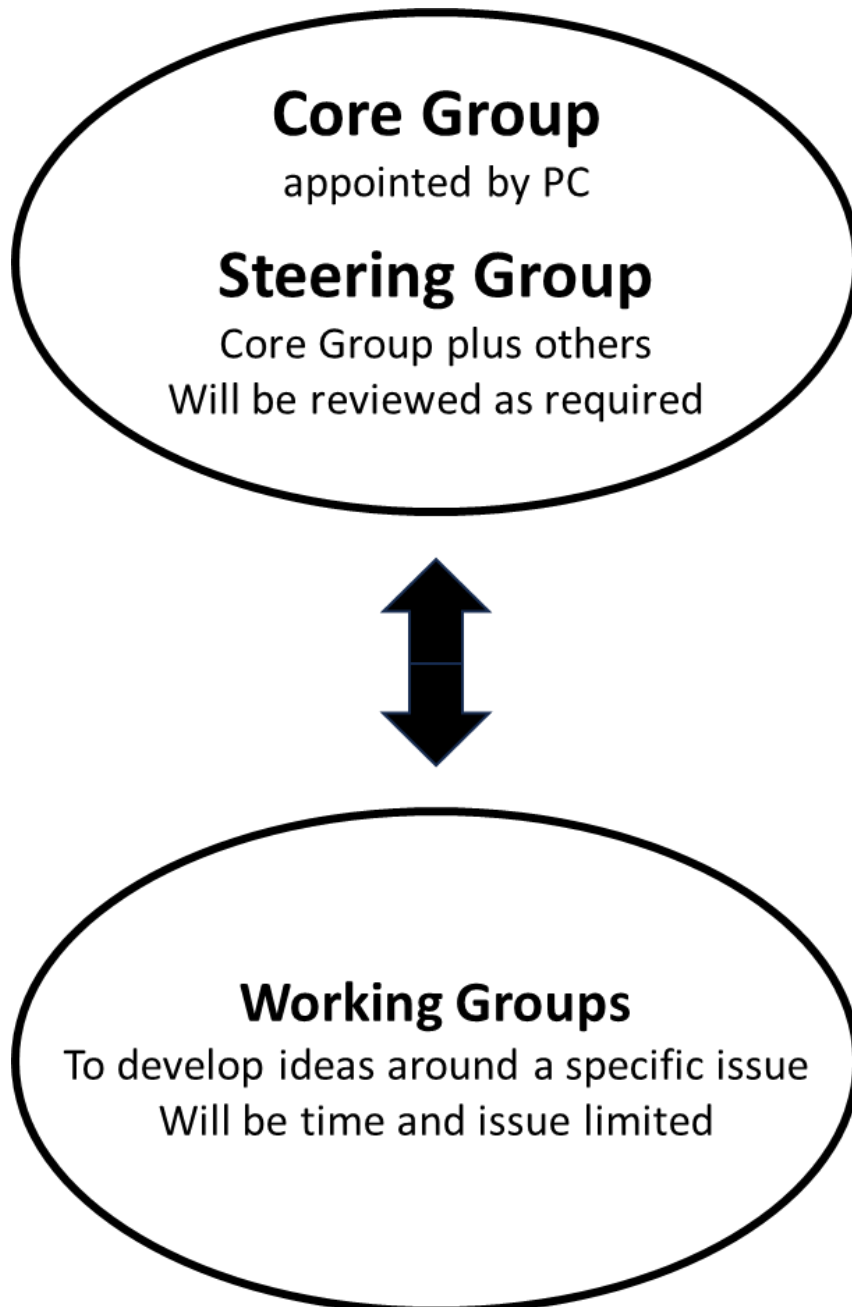 Core Group
appointed by PC
Steering Group
Core Group plus others
Will be reviewed as required
Working Groups
To develop ideas around a specific issue
Will be time and issue limited